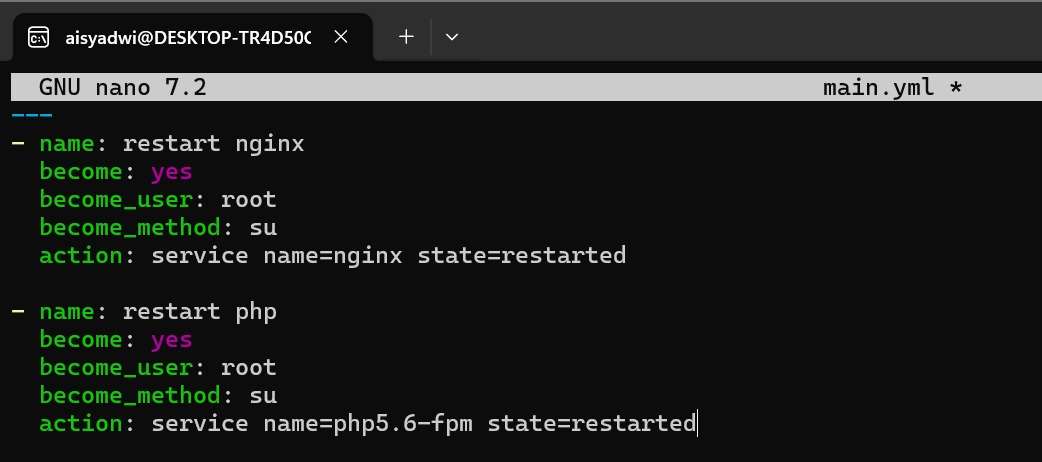 aisyadwi@DESKTOP-TR4D50
GNU nano 7.2 main.yml *
---
- name: restart nginx
  become: yes
  become_user: root
  become_method: su
  action: service name=nginx state=restarted
- name: restart php
  become: yes
  become_user: root
  become_method: su
  action: service name=php5.6-fpm state=restarted